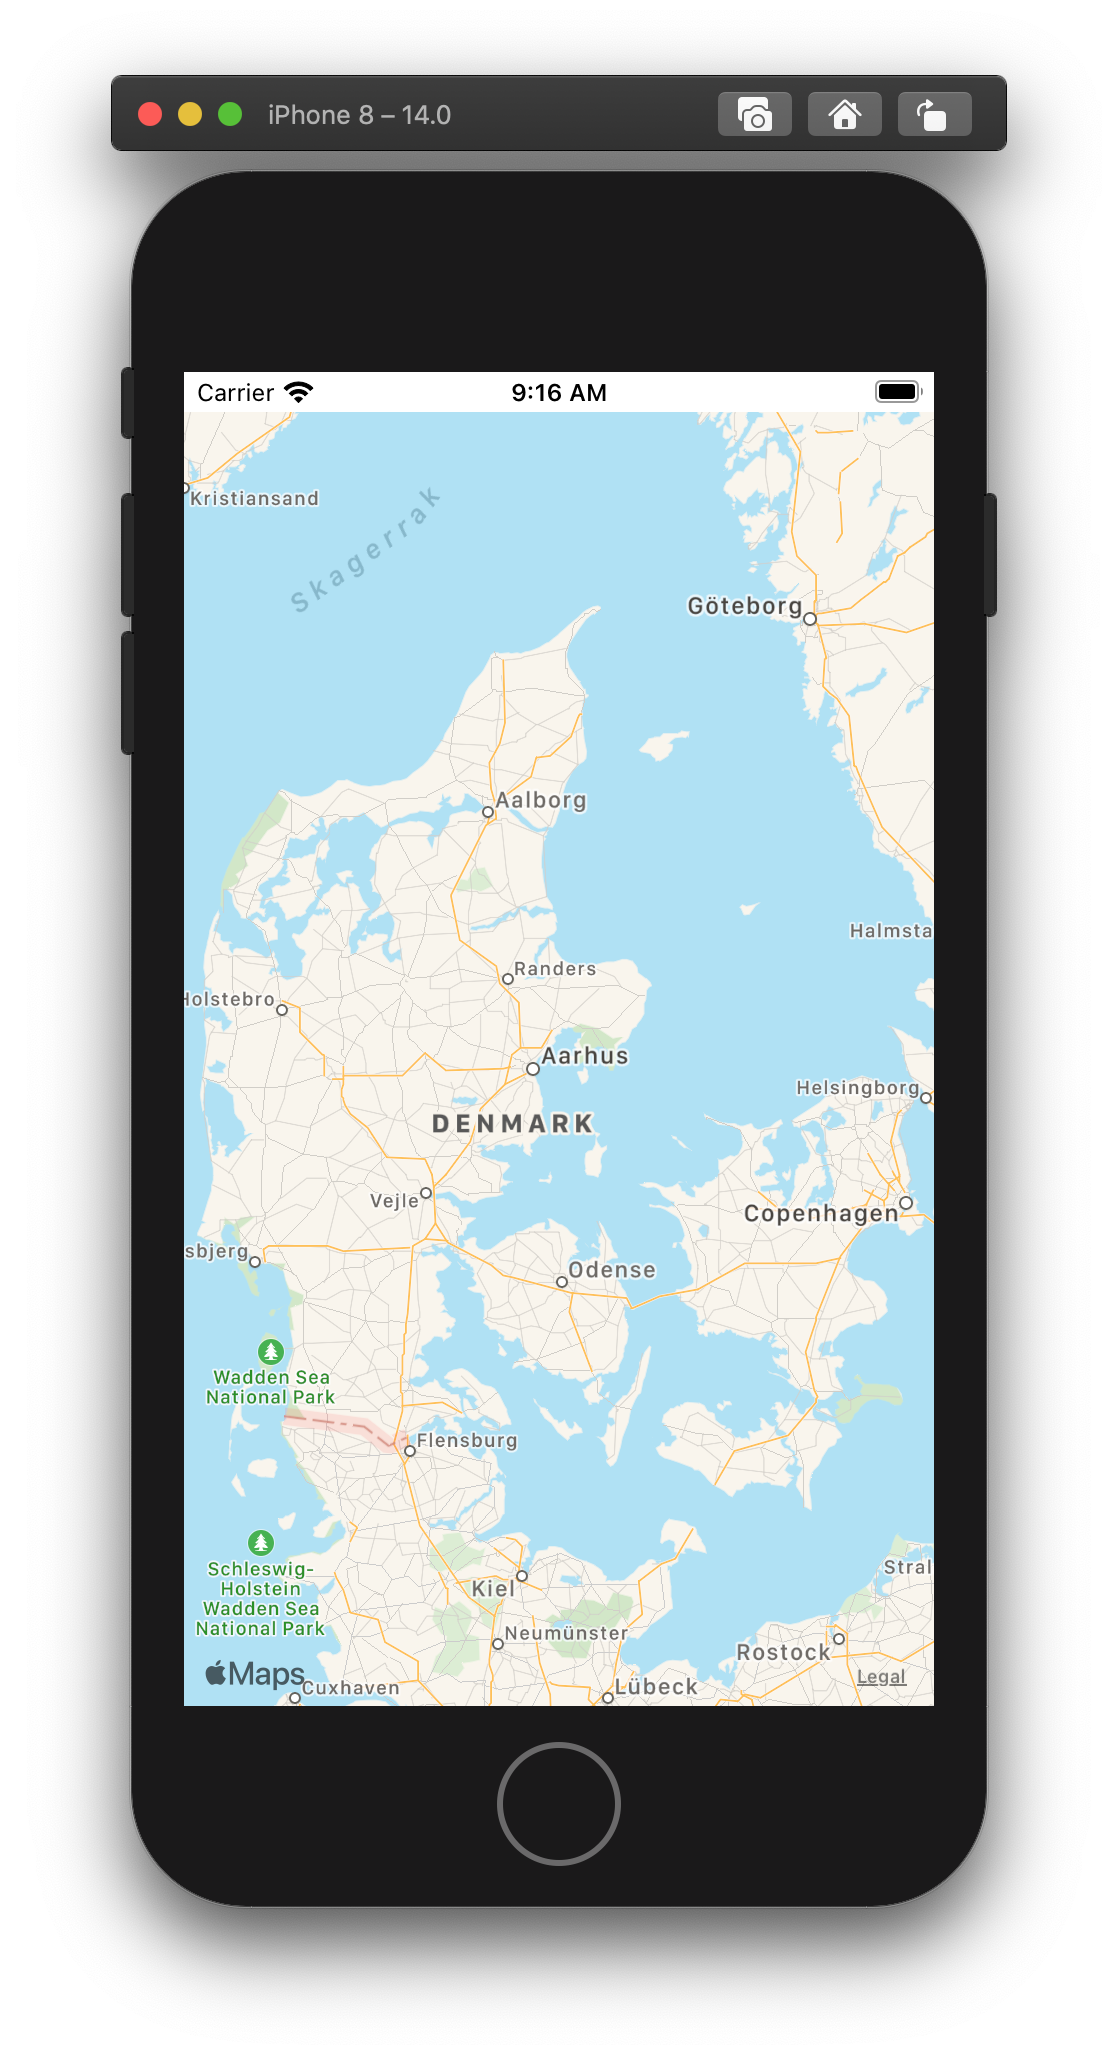 iPhone 8 – 14.0
Carrier
9:16 AM
Kristiansand
Skagerrak
Göteborg
Aalborg
Halmsta
Randers
Holstebro
Aarhus
Helsingborg
DENMARK
Vejle
Copenhagen
sbjerg
Odense
Wadden Sea
National Park
Flensburg
Schleswig-
Holstein
Wadden Sea
National Park
Stral
Kiel
Neumünster
Rostock
Maps
Cuxhaven
Lübeck
Legal